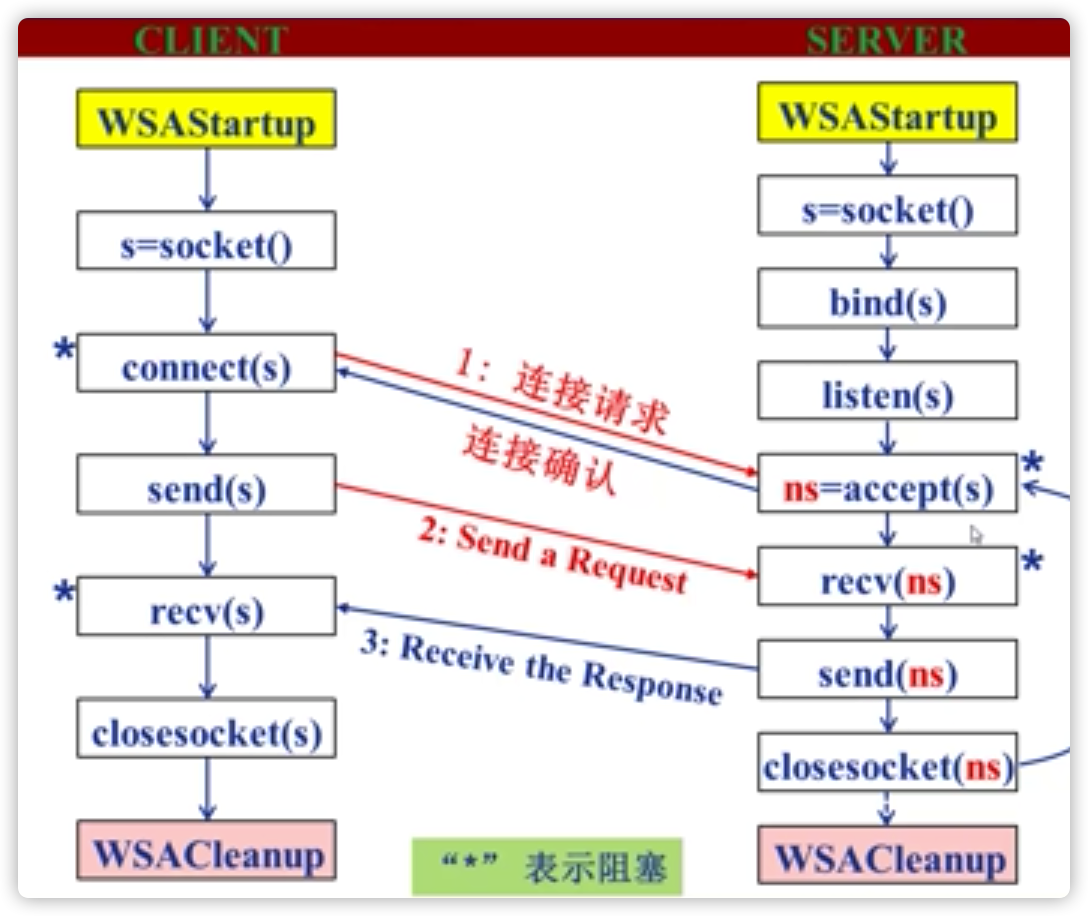 CLIENT
SERVER
WSAStartup
s=socket()
* connect(s)
send(s)
* recv(s)
closesocket(s)
WSACleanup
1：连接请求
连接确认
2: Send a Request
3: Receive the Response
“*” 表示阻塞
WSAStartup
s=socket()
bind(s)
listen(s)
ns=accept(s) *
recv(ns) *
send(ns)
closesocket(ns)
WSACleanup